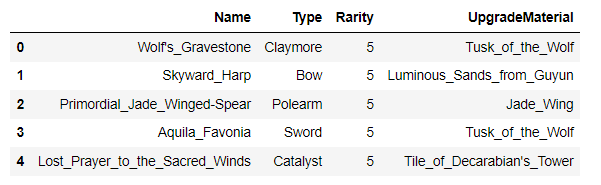 Name Type Rarity UpgradeMaterial
0 Wolf's_Gravestone Claymore 5 Tusk_of_the_Wolf
1 Skyward_Harp Bow 5 Luminous_Sands_from_Guyun
2 Primordial_Jade_Winged-Spear Polearm 5 Jade_Wing
3 Aquila_Favonia Sword 5 Tusk_of_the_Wolf
4 Lost_Prayer_to_the_Sacred_Winds Catalyst 5 Tile_of_Decarabian's_Tower